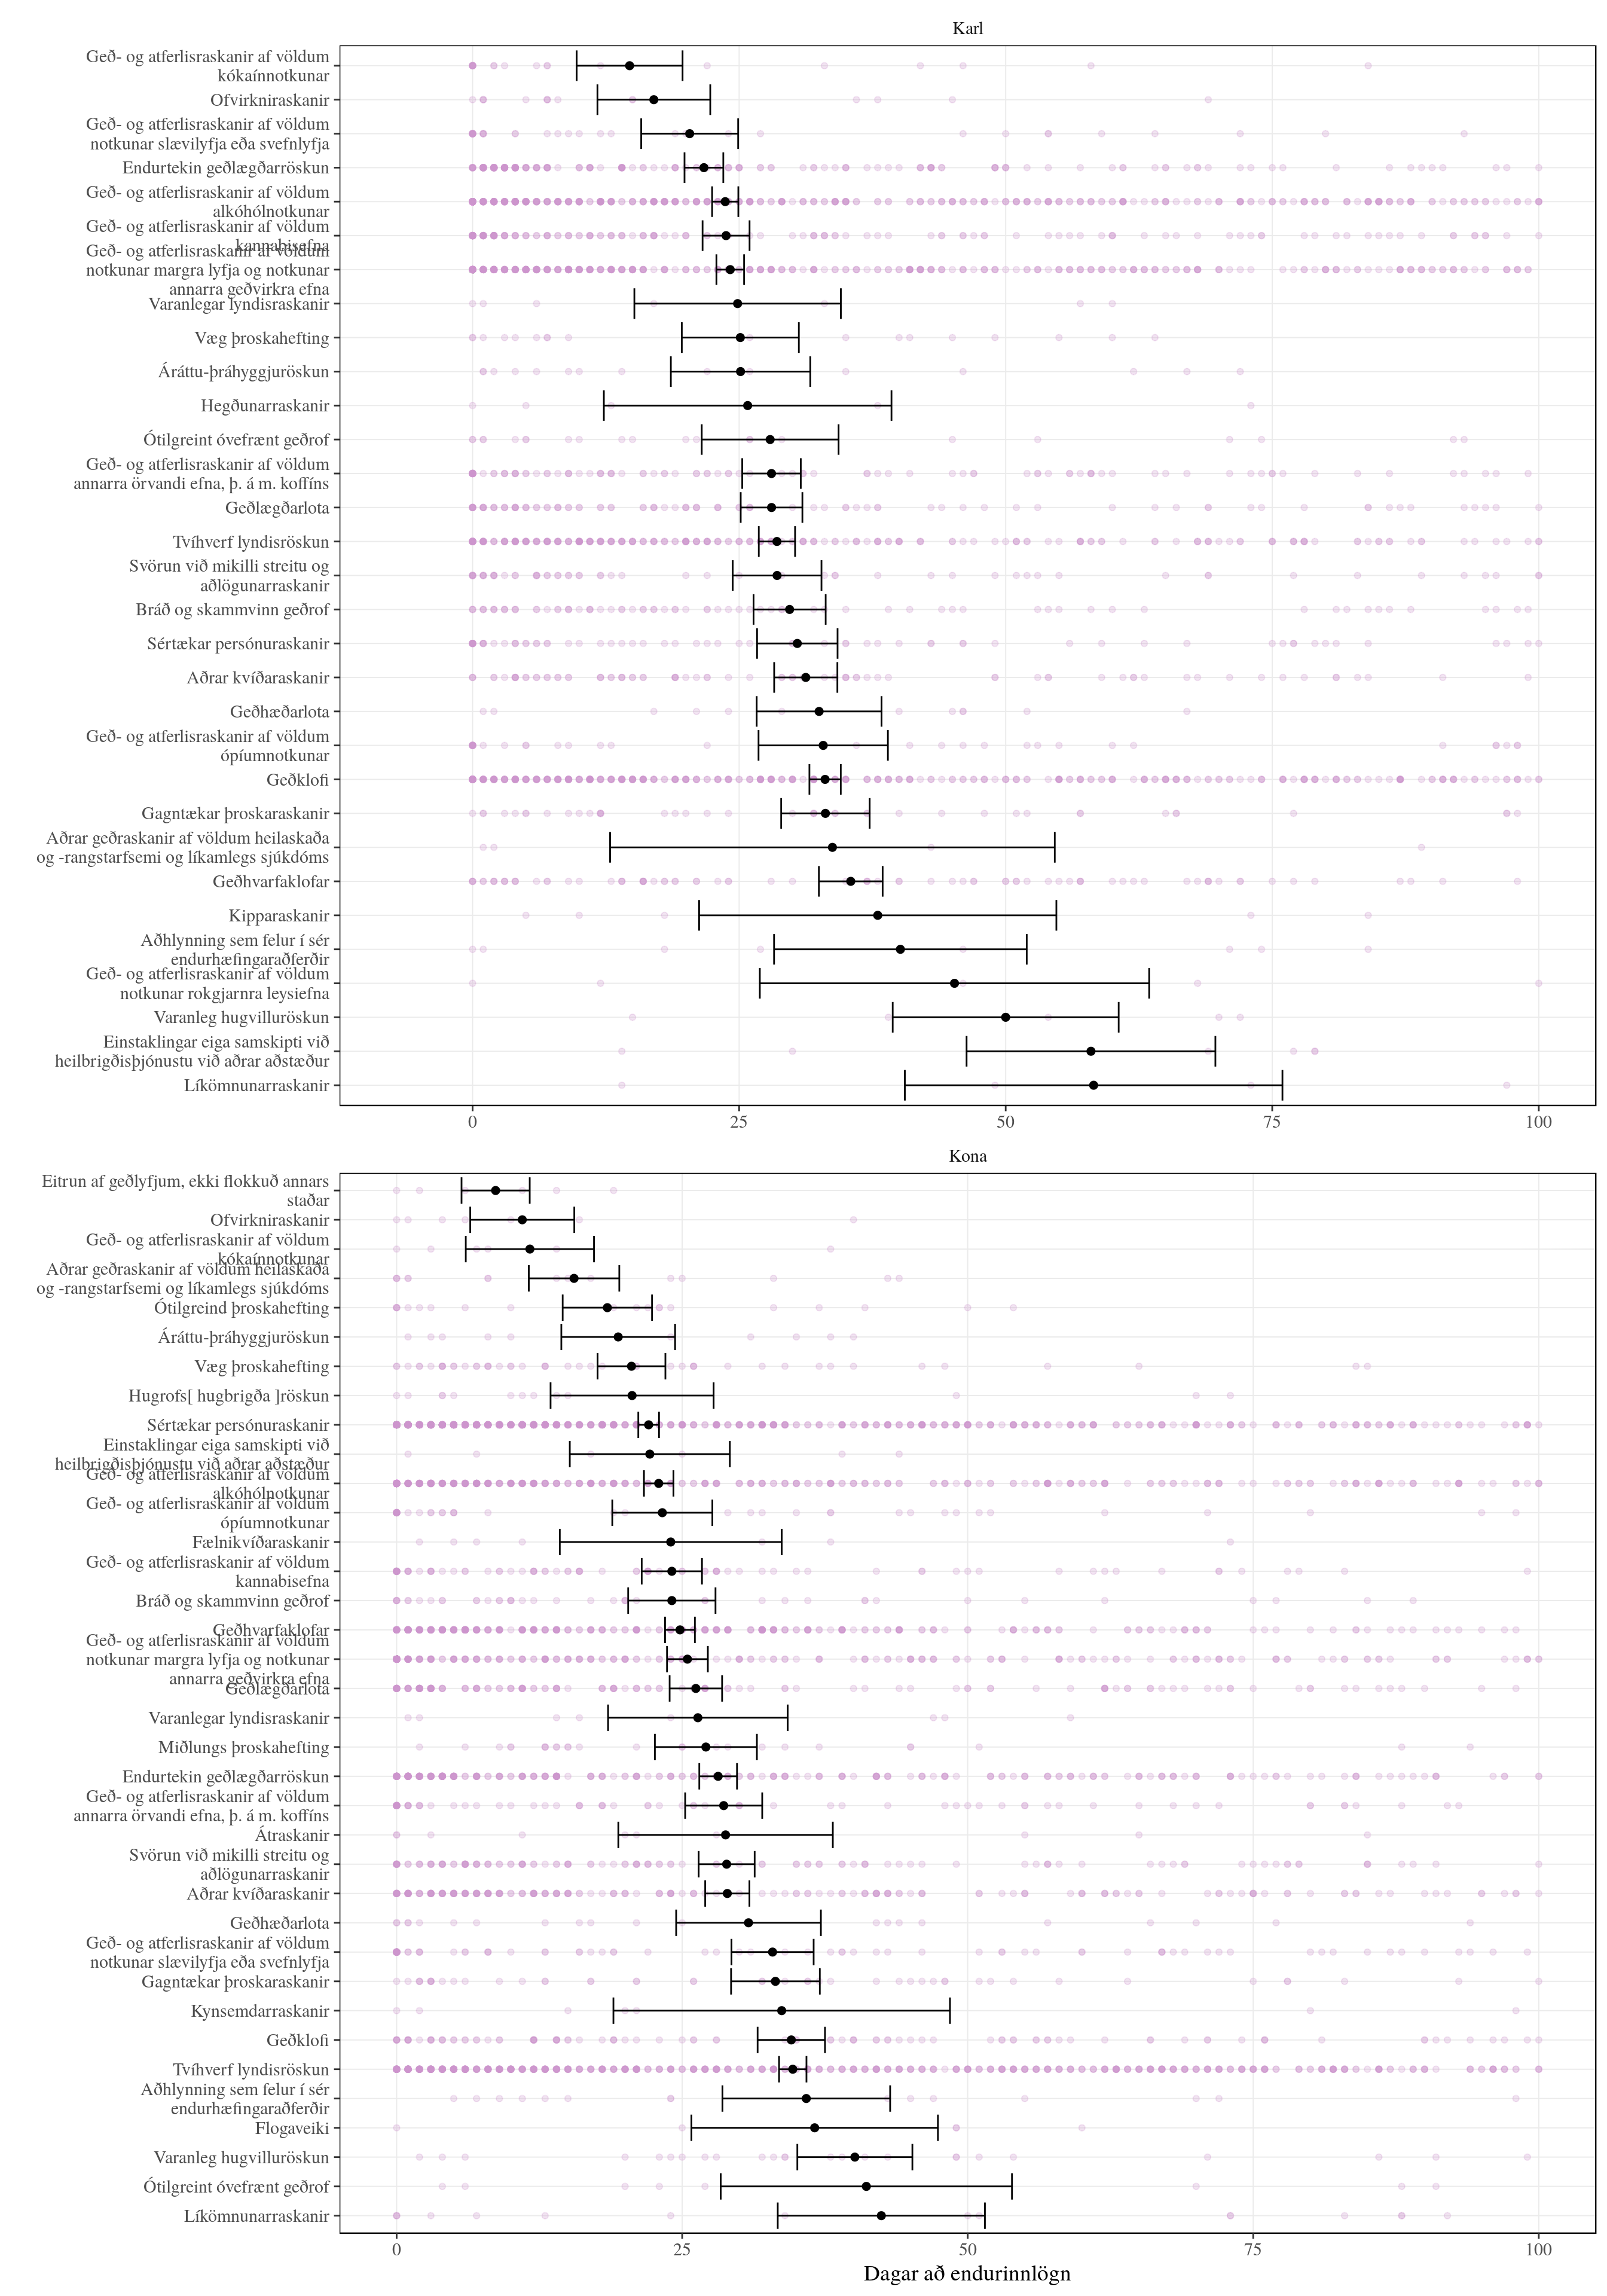 Karl
Geð- og atferlisraskanir af völdum
kókaínnotkunar
Ofvirkniraskanir
Geð- og atferlisraskanir af völdum
notkunar slævilyfja eða svefnlyfja
Endurtekin geðlægðarröskun
Geð- og atferlisraskanir af völdum
alkóhólnotkunar
Geð- og atferlisraskanir af völdum
kannabisefna
Geð- og atferlisraskanir af völdum
notkunar margra lyfja og notkunar
annarra geðvirkra efna
Varanlegar lyndisraskanir
Væg þroskahefting
Áráttu-þráhyggjuröskun
Hegðunarraskanir
Ótilgreint óvefrænt geðrof
Geð- og atferlisraskanir af völdum
annarra örvandi efna, þ. á m. koffíns
Geðlægðarlota
Tvíhverf lyndisröskun
Svörun við mikilli streitu og
aðlögunarraskanir
Bráð og skammvinn geðrof
Sértækar persónuraskanir
Aðrar kvíðaraskanir
Geðhæðarlota
Geð- og atferlisraskanir af völdum
ópíumnotkunar
Geðklofi
Gagntækar þroskaraskanir
Aðrar geðraskanir af völdum heilaskaða
og -rangstarfsemi og líkamlegs sjúkdóms
Geðhvarfaklofar
Kipparaskanir
Aðhlynning sem felur í sér
endurhæfingaraðferðir
Geð- og atferlisraskanir af völdum
notkunar rokgjarnra leysiefna
Varanleg hugvilluröskun
Einstaklingar eiga samskipti við
heilbrigðisþjónustu við aðrar aðstæður
Líkömnunarraskanir
0 25 50 75 100
Kona
Eitrun af geðlyfjum, ekki flokkuð annars
staðar
Ofvirkniraskanir
Geð- og atferlisraskanir af völdum
kókaínnotkunar
Aðrar geðraskanir af völdum heilaskaða
og -rangstarfsemi og líkamlegs sjúkdóms
Ótilgreind þroskahefting
Áráttu-þráhyggjuröskun
Væg þroskahefting
Hugrofs[ hugbrigða ]röskun
Sértækar persónuraskanir
Einstaklingar eiga samskipti við
heilbrigðisþjónustu við aðrar aðstæður
Geð- og atferlisraskanir af völdum
alkóhólnotkunar
Geð- og atferlisraskanir af völdum
ópíumnotkunar
Fælnikvíðaraskanir
Geð- og atferlisraskanir af völdum
kannabisefna
Bráð og skammvinn geðrof
Geðhvarfaklofar
Geð- og atferlisraskanir af völdum
notkunar margra lyfja og notkunar
annarra geðvirkra efna
Geðlægðarlota
Varanlegar lyndisraskanir
Miðlungs þroskahefting
Endurtekin geðlægðarröskun
Geð- og atferlisraskanir af völdum
annarra örvandi efna, þ. á m. koffíns
Átraskanir
Svörun við mikilli streitu og
aðlögunarraskanir
Aðrar kvíðaraskanir
Geðhæðarlota
Geð- og atferlisraskanir af völdum
notkunar slævilyfja eða svefnlyfja
Gagntækar þroskaraskanir
Kynsemdarraskanir
Geðklofi
Tvíhverf lyndisröskun
Aðhlynning sem felur í sér
endurhæfingaraðferðir
Flogaveiki
Varanleg hugvilluröskun
Ótilgreint óvefrænt geðrof
Líkömnunarraskanir
0 25 50 75 100
Dagar að endurinnlögn